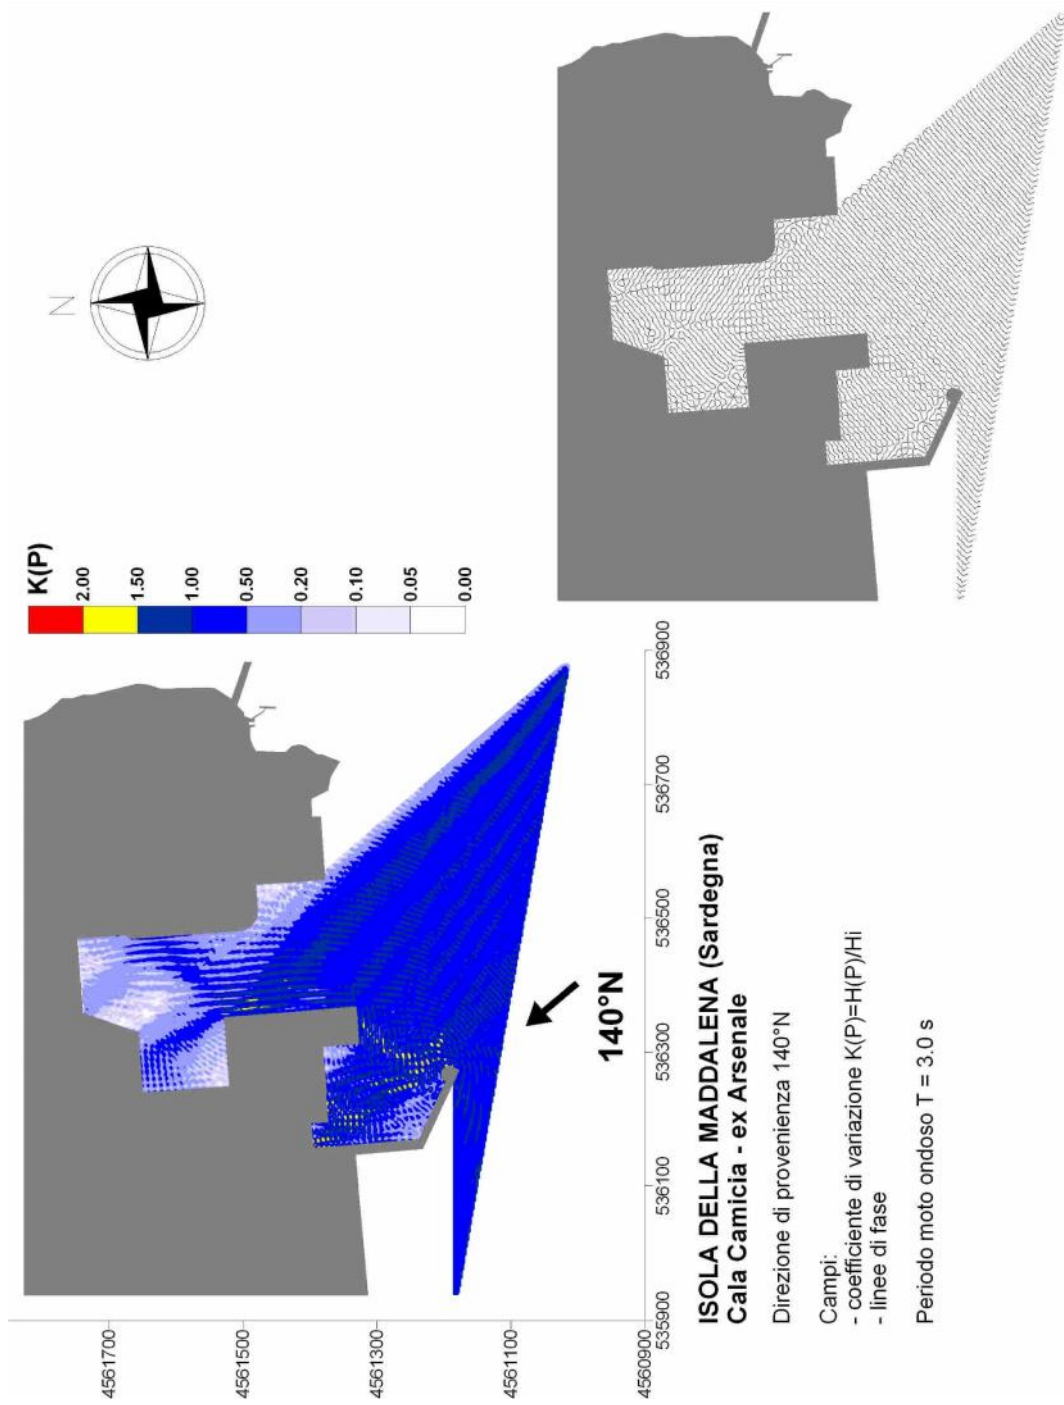 N
K(P)
2.00
1.50
1.00
0.50
0.20
0.10
0.05
0.00
4561700
4561500
4561300
4561100
4560900
535900
536100
536300
536500
536700
536900
140°N
ISOLA DELLA MADDALENA (Sardegna)
Cala Camicia - ex Arsenale
Direzione di provenienza 140°N
Campi:
- coefficiente di variazione K(P)=H(P)/Hi
- linee di fase
Periodo moto ondoso T = 3.0 s